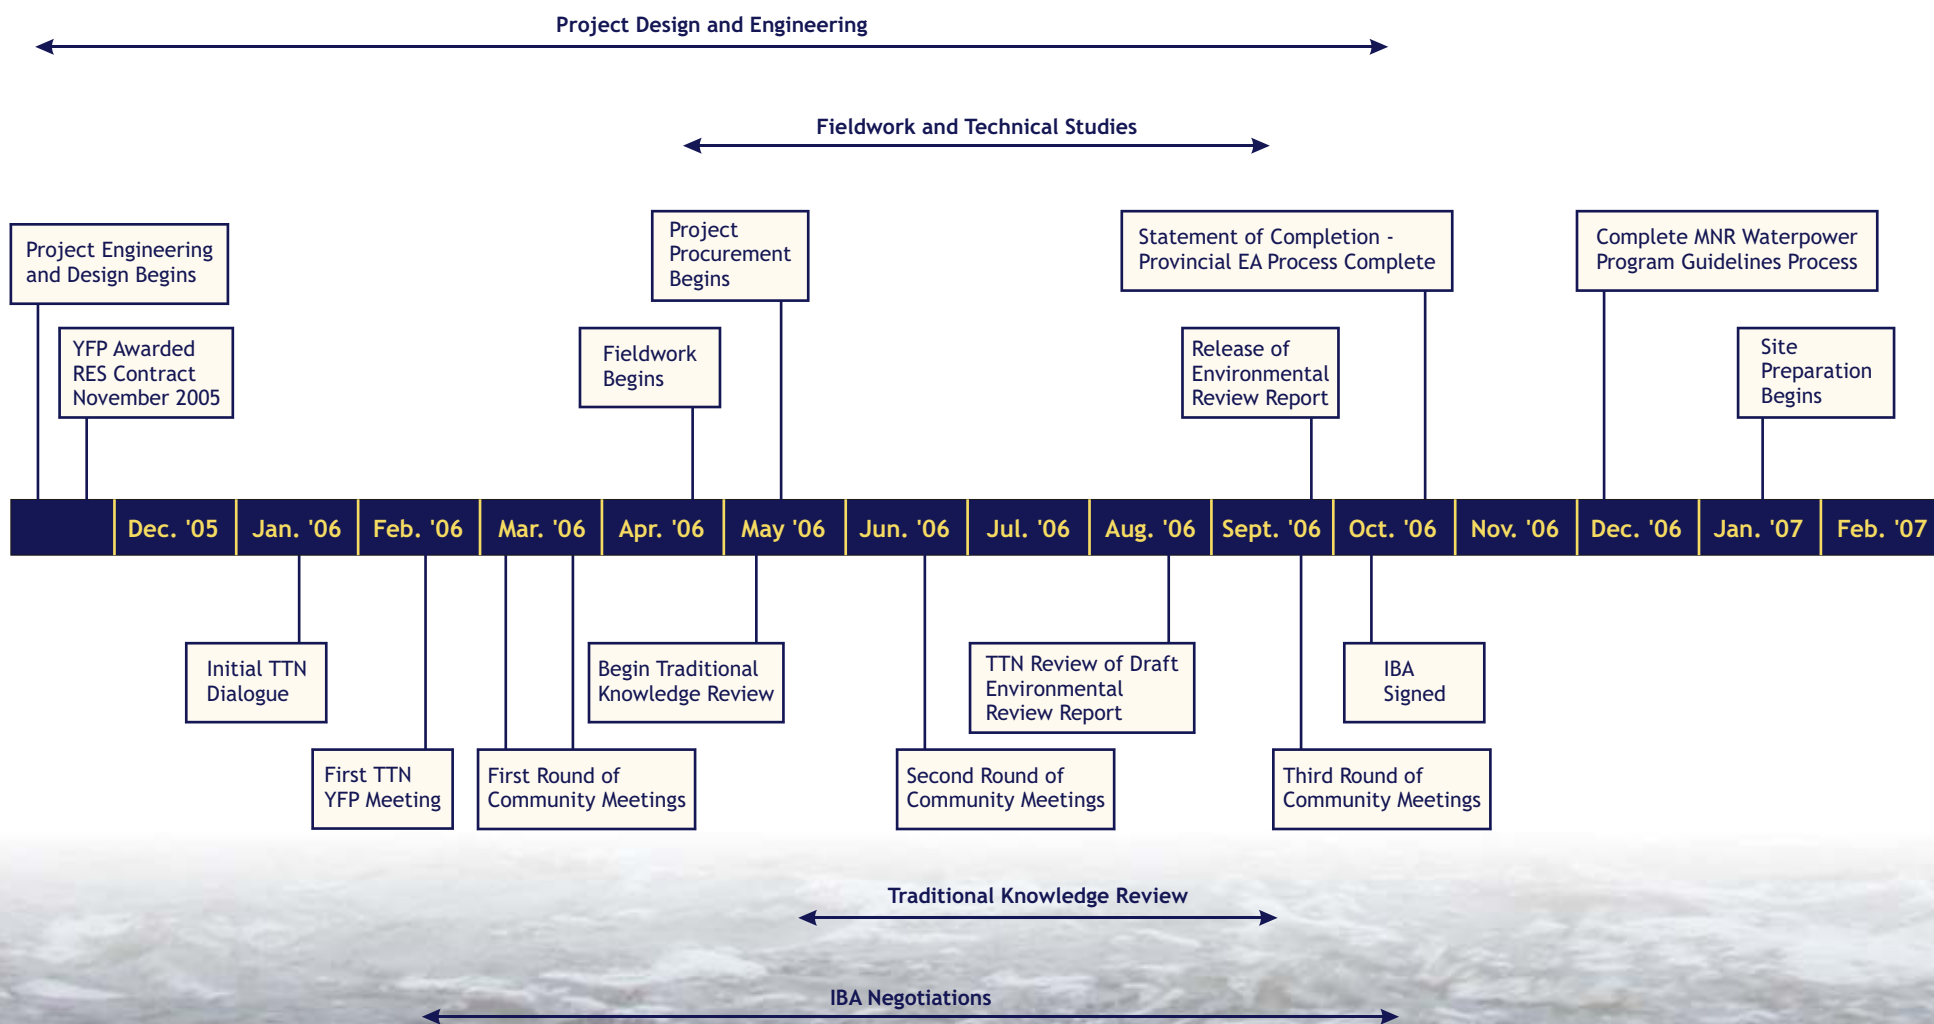 Project Design and Engineering
Fieldwork and Technical Studies
Project Engineering
and Design Begins
Project
Procurement
Begins
Statement of Completion -
Provincial EA Process Complete
Complete MNR Waterpower
Program Guidelines Process
YFP Awarded
RES Contract
November 2005
Fieldwork
Begins
Release of
Environmental
Review Report
Site
Preparation
Begins
Dec. '05 Jan. '06 Feb. '06 Mar. '06 Apr. '06 May '06 Jun. '06 Jul. '06 Aug. '06 Sept. '06 Oct. '06 Nov. '06 Dec. '06 Jan. '07 Feb. '07
Initial TTN
Dialogue
Begin Traditional
Knowledge Review
TTN Review of Draft
Environmental
Review Report
IBA
Signed
First TTN
YFP Meeting
First Round of
Community Meetings
Second Round of
Community Meetings
Third Round of
Community Meetings
Traditional Knowledge Review
IBA Negotiations